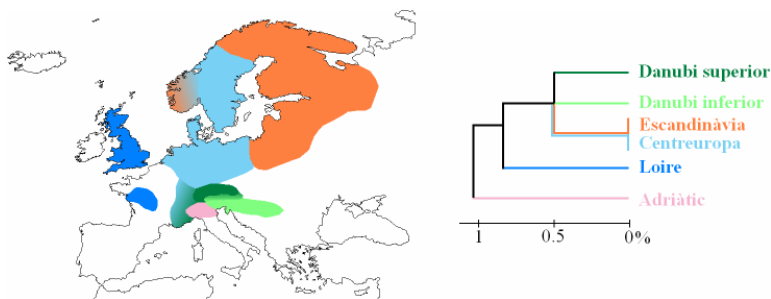 Danubi superior
Danubi inferior
Escandinàvia
Centreuropa
Loire
Adriàtic
1 0.5 0%